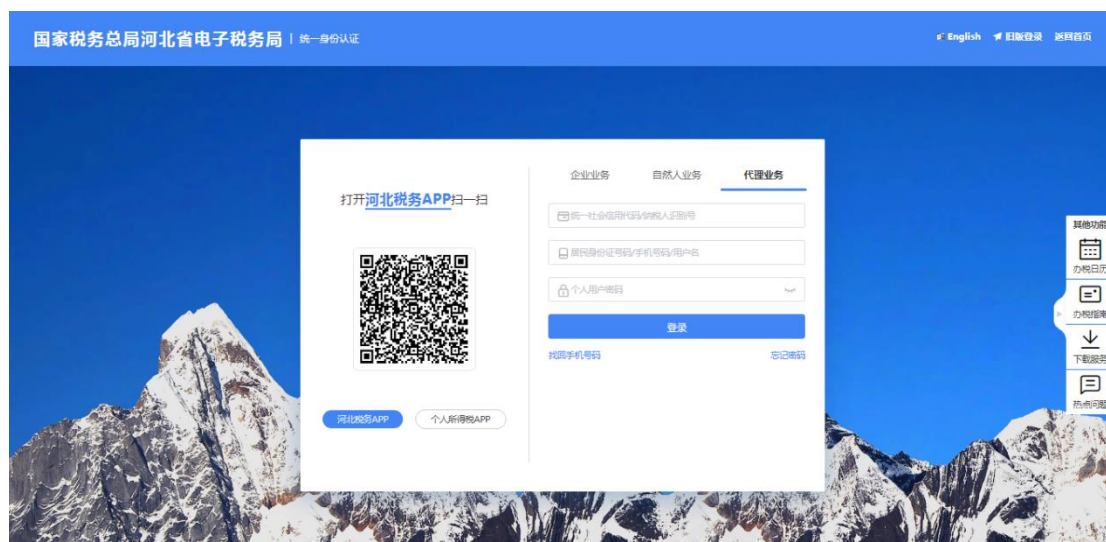 国家税务总局河北省电子税务局 | 统一身份认证
English 旧版登录 返回首页
打开河北税务APP扫一扫
河北税务APP 个人所得税APP
企业业务 自然人业务 代理业务
统一社会信用代码/纳税人识别号
居民身份证号码/手机号码/用户名
个人用户密码
登录
找回手机号码 忘记密码
其他功能
办税日历
办税指南
下载服务
热点问题